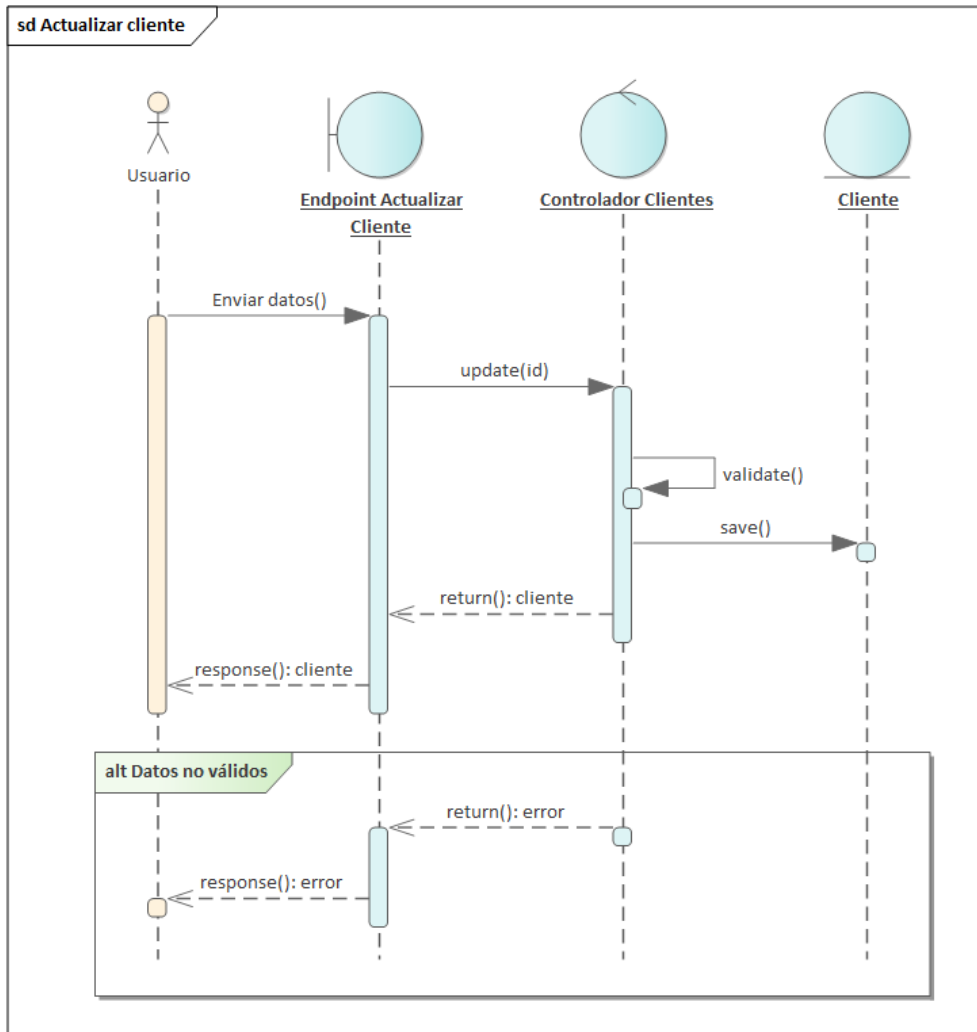 sd Actualizar cliente
Usuario
Endpoint Actualizar
Cliente
Controlador Clientes
Cliente
Enviar datos()
update(id)
validate()
save()
return(): cliente
response(): cliente
alt Datos no válidos
return(): error
response(): error